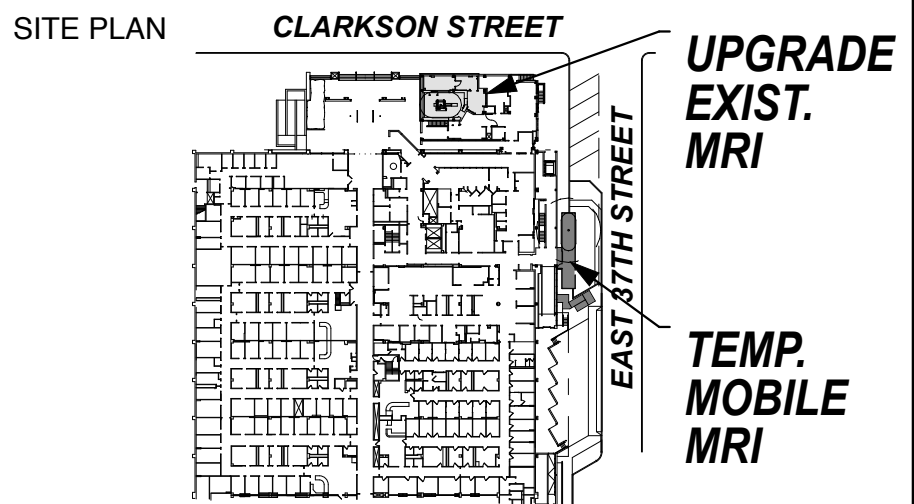 SITE PLAN
CLARKSON STREET
UPGRADE
EXIST.
MRI
EAST 37TH STREET
TEMP.
MOBILE
MRI